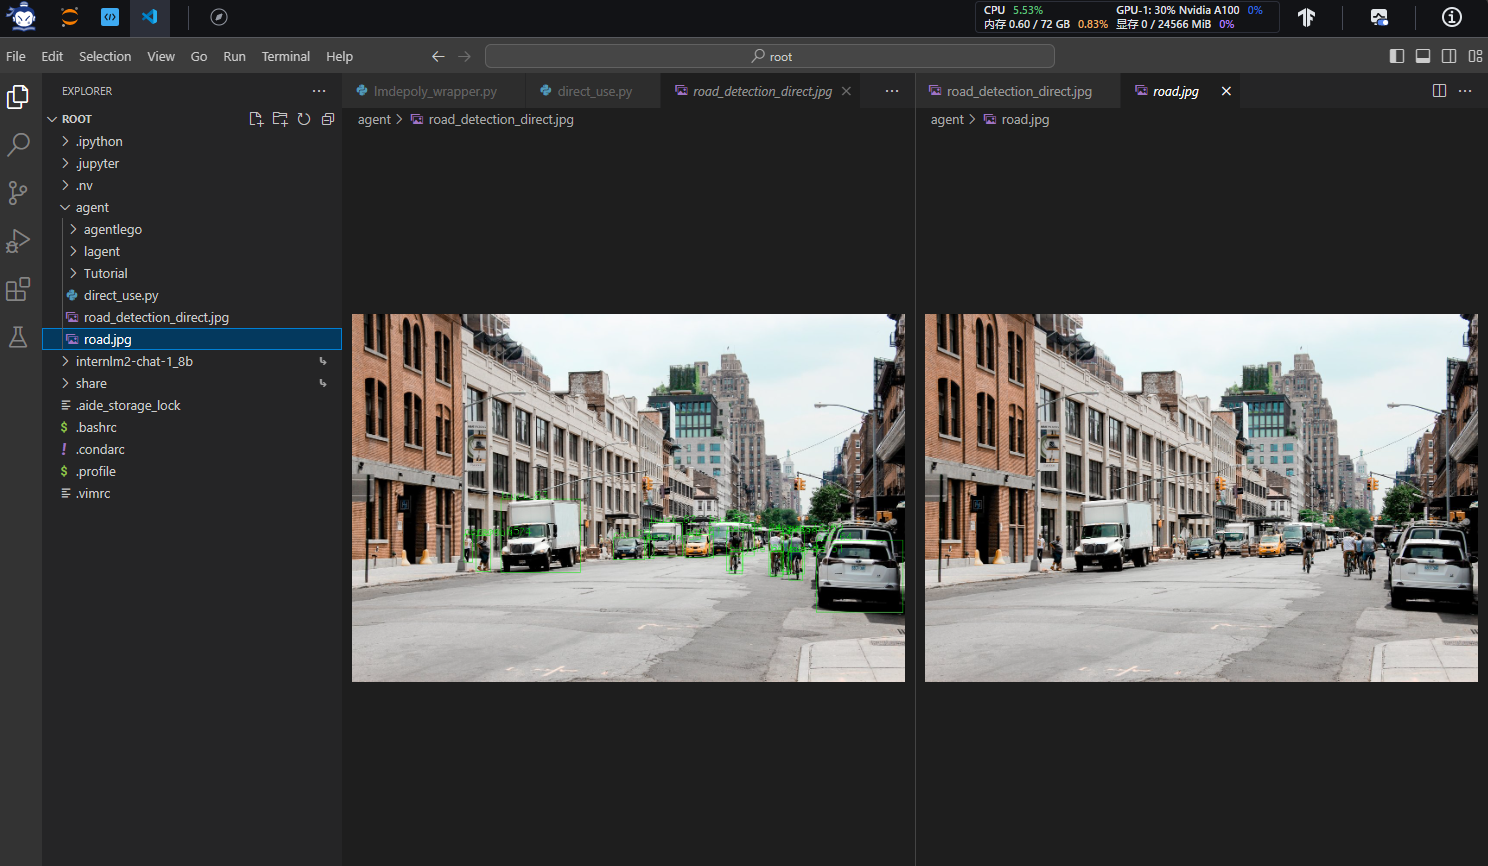 CPU 5.53% GPU-1: 30% Nvidia A100 0%
内存 0.60 / 72 GB 0.83% 显存 0 / 24566 MiB 0%
File Edit Selection View Go Run Terminal Help
root
EXPLORER
ROOT
.ipython
.jupyter
.nv
agent
agentlego
lagent
Tutorial
direct_use.py
road_detection_direct.jpg
road.jpg
internlm2-chat-1_8b
share
.aide_storage_lock
.bashrc
.condarc
.profile
.vimrc
lmdepoly_wrapper.py
direct_use.py
road_detection_direct.jpg
agent > road_detection_direct.jpg
road_detection_direct.jpg
road.jpg
agent > road.jpg